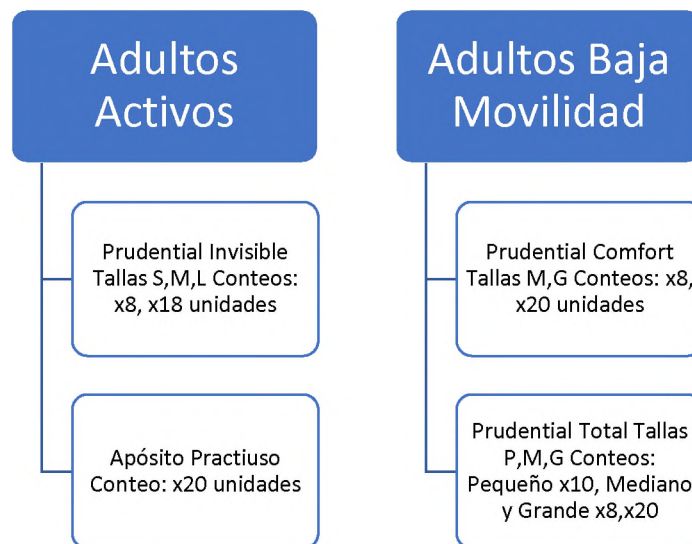 Adultos
Activos
Prudential Invisible
Tallas S,M,L Conteos:
x8, x18 unidades
Apósito Practiuso
Conteo: x20 unidades
Adultos Baja
Movilidad
Prudential Comfort
Tallas M,G Conteos: x8,
x20 unidades
Prudential Total Tallas
P,M,G Conteos:
Pequeño x10, Mediano
y Grande x8,x20